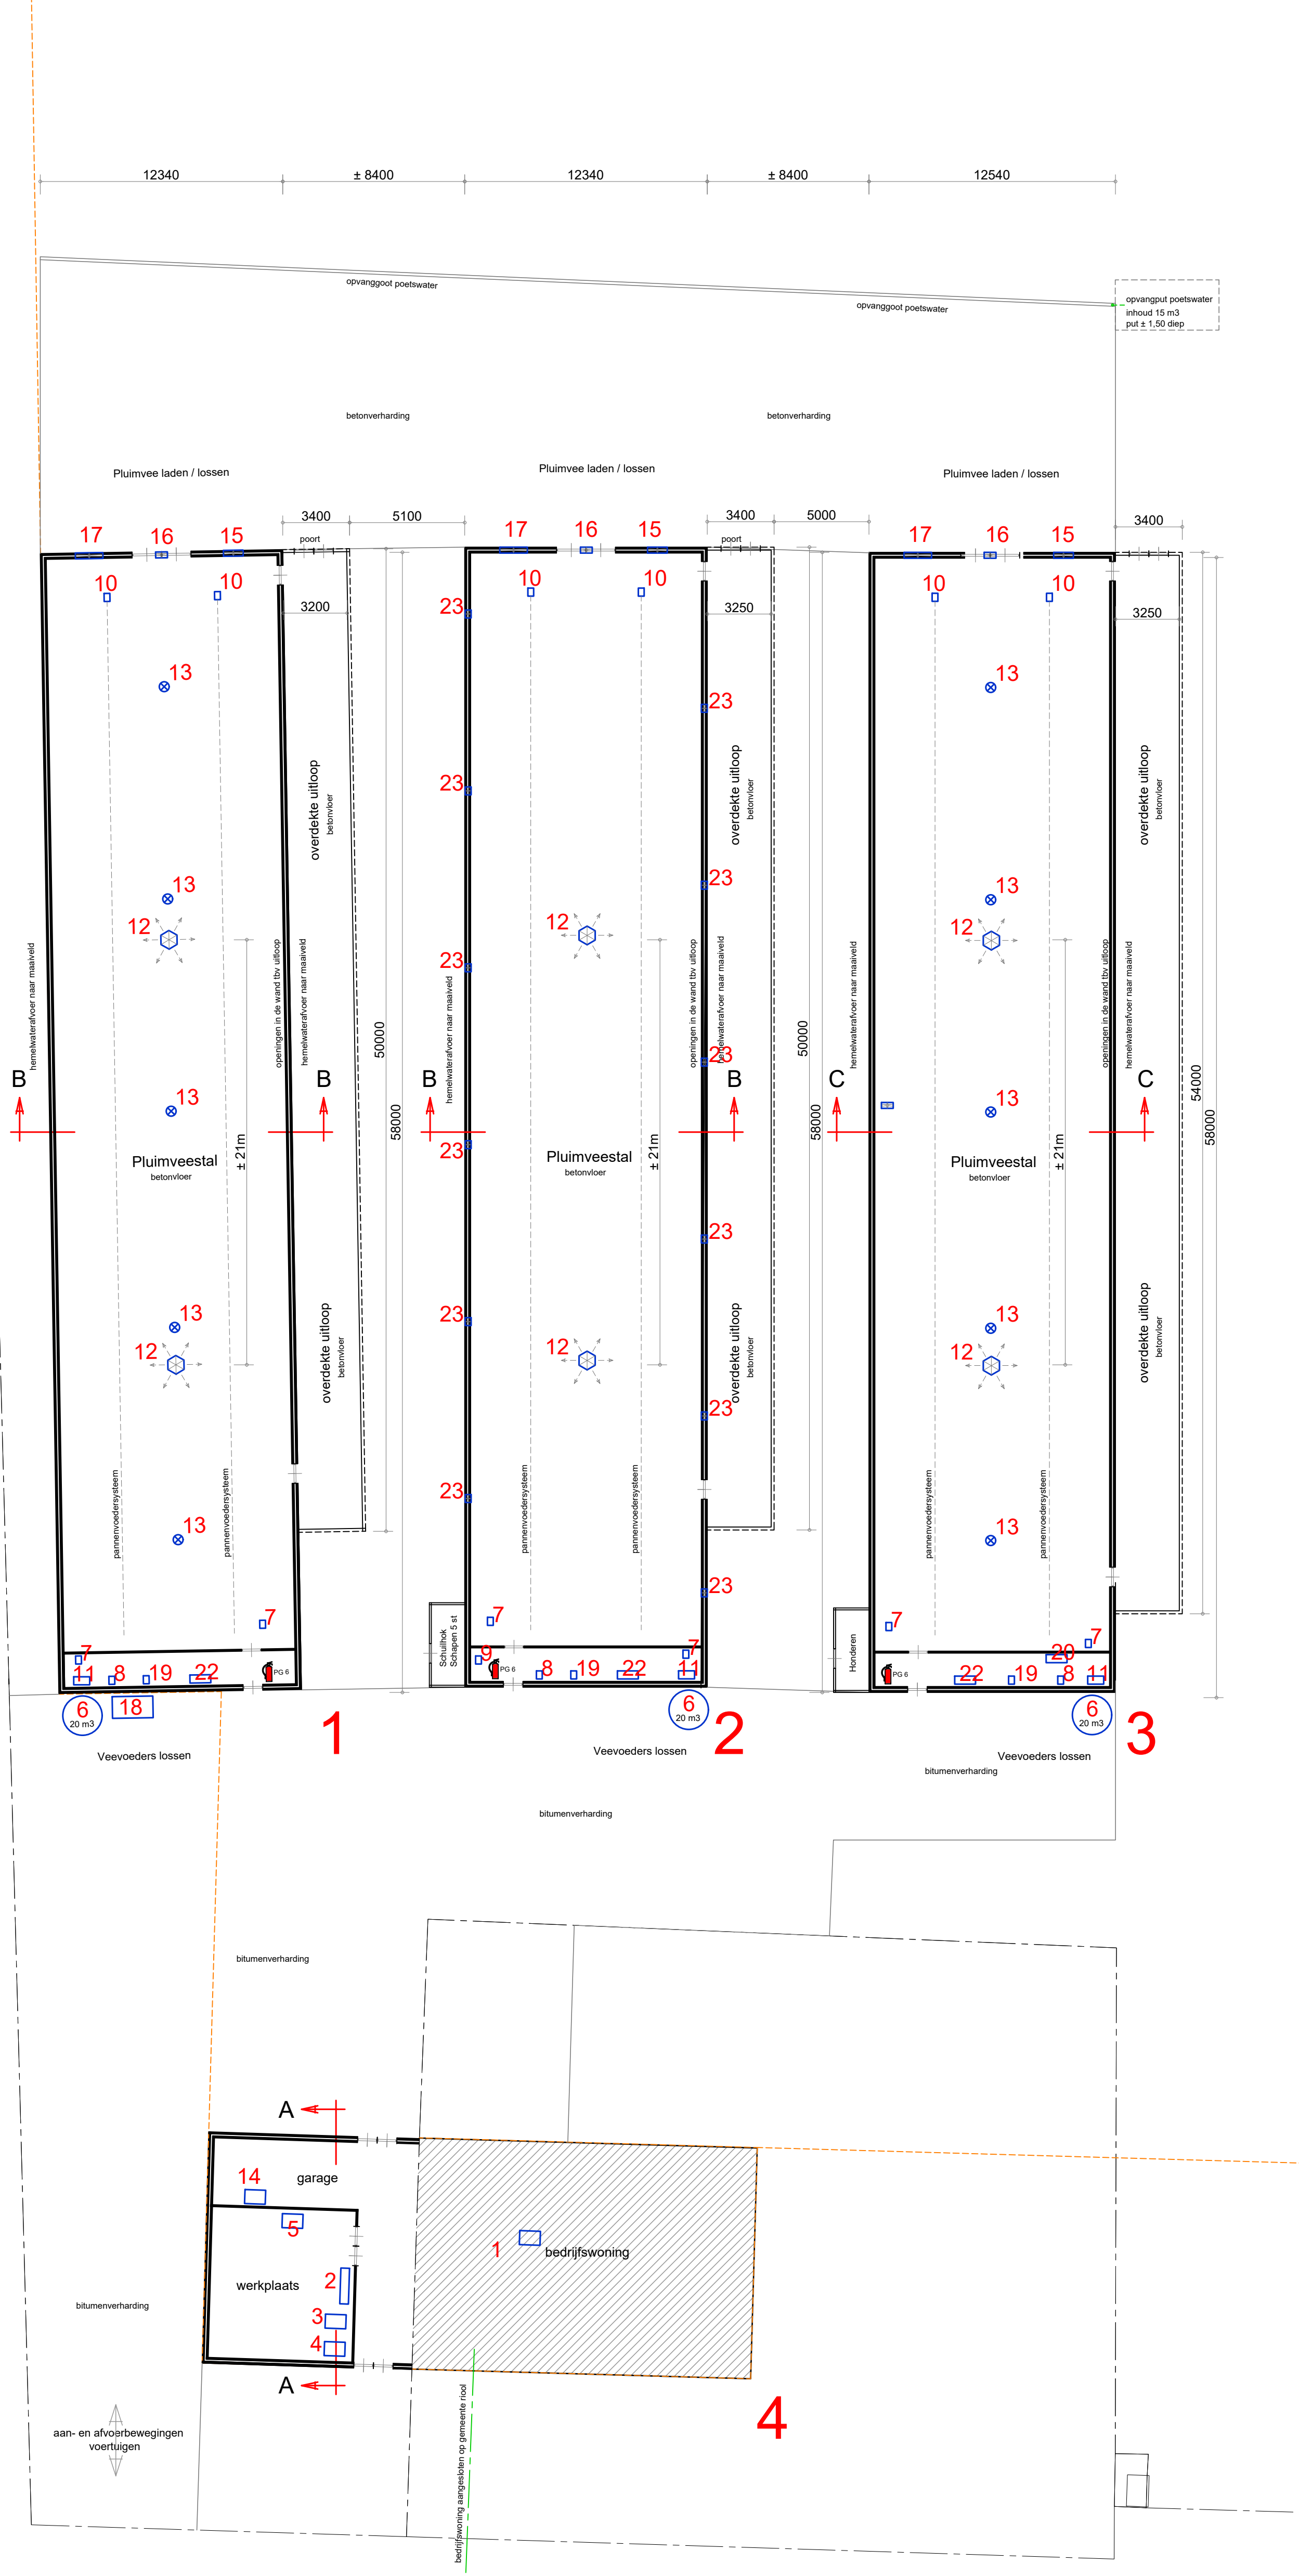 12340 ± 8400 12340 ± 8400 12540
opvanggoot poetswater
opvanggoot poetswater
opvangput poetswater
inhoud 15 m3
put ± 1,50 diep
betonverharding betonverharding
Pluimvee laden / lossen Pluimvee laden / lossen Pluimvee laden / lossen
3400 5100 3400 5000 3400
17 16 15 poort 17 16 15 poort 17 16 15
10 10 10 10 10 10
3200 3250 3250
23
13 13
23
overdekte uitloop
betonvloer
overdekte uitloop
betonvloer
overdekte uitloop
betonvloer
23
13 23 13
12 12 12
23
hemelwaterafvoer naar maaiveld
openingen in de wand tbv uitloop
hemelwaterafvoer naar maaiveld
hemelwaterafvoer naar maaiveld
openingen in de wand tbv uitloop
hemelwaterafvoer naar maaiveld
hemelwaterafvoer naar maaiveld
openingen in de wand tbv uitloop
hemelwaterafvoer naar maaiveld
50000
58000
50000
58000
54000
58000
23
B B B B C C
13 13
23
Pluimveestal
betonvloer
± 21m
Pluimveestal
betonvloer
± 21m
Pluimveestal
betonvloer
± 21m
23
13 23 13
12 12 12
overdekte uitloop
betonvloer
overdekte uitloop
betonvloer
overdekte uitloop
betonvloer
23
23
pannenvoedersysteem
pannenvoedersysteem
pannenvoedersysteem
pannenvoedersysteem
pannenvoedersysteem
pannenvoedersysteem
13 13
23
7 7 7
Schuilhok
Schapen 5 st
Honderen
7 9 7 7
11 8 19 22 PG 6
PG 6 8 19 22 11
PG 6 22 19 20 8 11
6
20 m3
18
6
20 m3
6
20 m3
1 2 3
Veevoeders lossen Veevoeders lossen Veevoeders lossen
bitumenverharding
bitumenverharding
bitumenverharding
A
garage
14
5
1 bedrijfswoning
werkplaats
2
3
4
bitumenverharding
A
4
aan- en afvoerbewegingen
voertuigen
bedrijfswoning aangesloten op gemeente riool